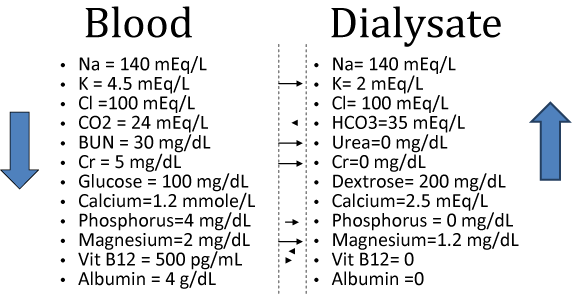 Blood
• Na = 140 mEq/L
• K = 4.5 mEq/L
• Cl =100 mEq/L
• CO2 = 24 mEq/L
• BUN = 30 mg/dL
• Cr = 5 mg/dL
• Glucose = 100 mg/dL
• Calcium=1.2 mmole/L
• Phosphorus=4 mg/dL
• Magnesium=2 mg/dL
• Vit B12 = 500 pg/mL
• Albumin = 4 g/dL
Dialysate
• Na= 140 mEq/L
• K= 2 mEq/L
• Cl= 100 mEq/L
• HCO3=35 mEq/L
• Urea=0 mg/dL
• Cr=0 mg/dL
• Dextrose= 200 mg/dL
• Calcium=2.5 mEq/L
• Phosphorus = 0 mg/dL
• Magnesium=1.2 mg/dL
• Vit B12= 0
• Albumin =0